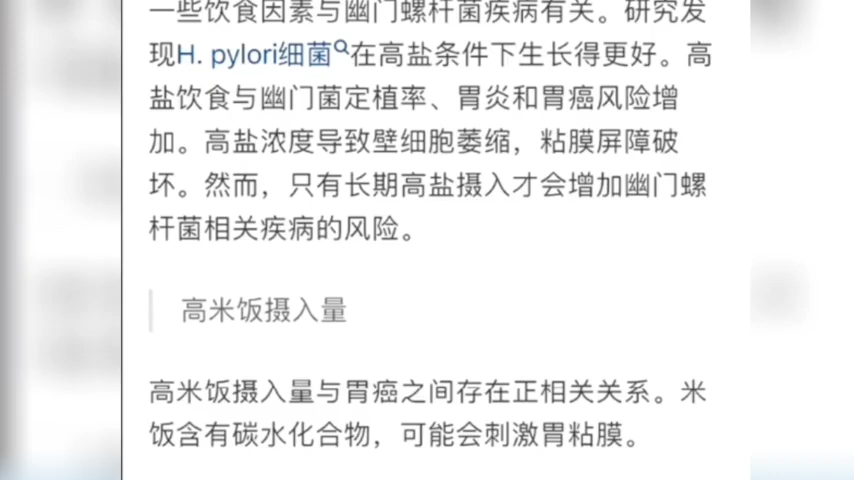 一些饮食因素与幽门螺杆菌疾病有关。研究发
现H. pylori细菌在高盐条件下生长得更好。高
盐饮食与幽门菌定植率、胃炎和胃癌风险增
加。高盐浓度导致壁细胞萎缩，粘膜屏障破
坏。然而，只有长期高盐摄入才会增加幽门螺
杆菌相关疾病的风险。
高米饭摄入量
高米饭摄入量与胃癌之间存在正相关关系。米
饭含有碳水化合物，可能会刺激胃粘膜。